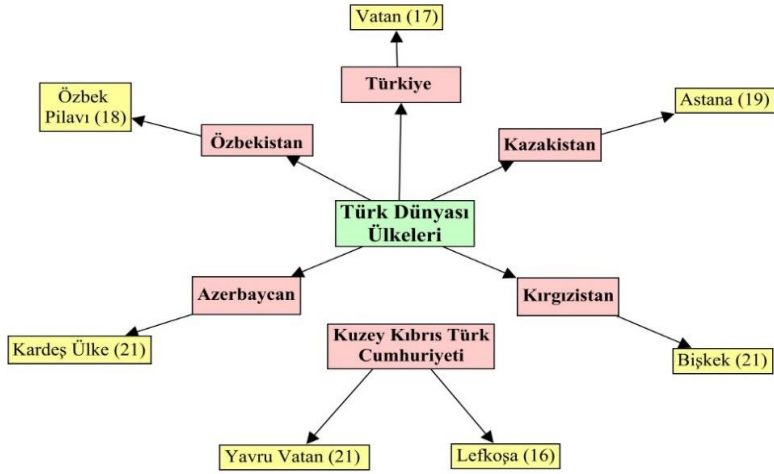 Vatan (17)
Türkiye
Özbek
Pilavı (18)
Özbekistan
Kazakistan
Astana (19)
Türk Dünyası
Ülkeleri
Azerbaycan
Kırgızistan
Kardeş Ülke (21)
Kuzey Kıbrıs Türk
Cumhuriyeti
Bişkek (21)
Yavru Vatan (21)
Lefkoşa (16)